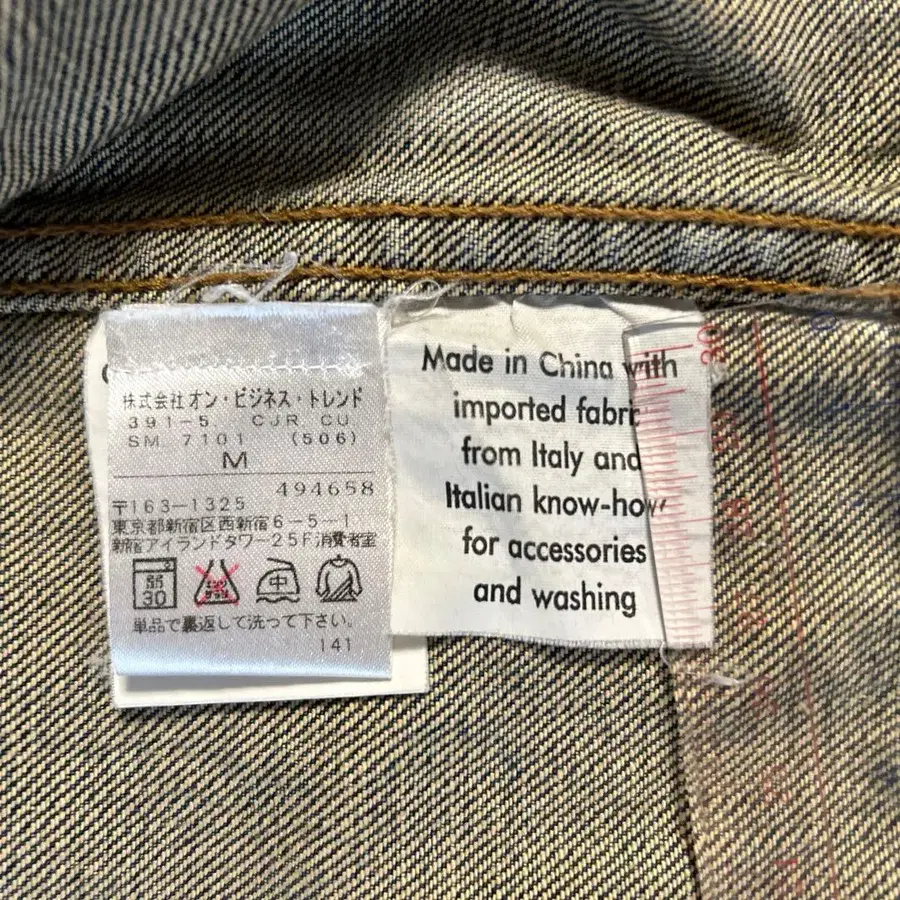 株式会社オン・ビジネス・トレンド
391-5 CJR CU
SM 7101 (506)
M
494658
〒163-1325
東京都新宿区西新宿6-5-1
新宿アイランドタワー25F消費者室
弱
30
中
単品で裏返して洗って下さい。
141
Made in China with
imported fabric
from Italy and
Italian know-how
for accessories
and washing
30